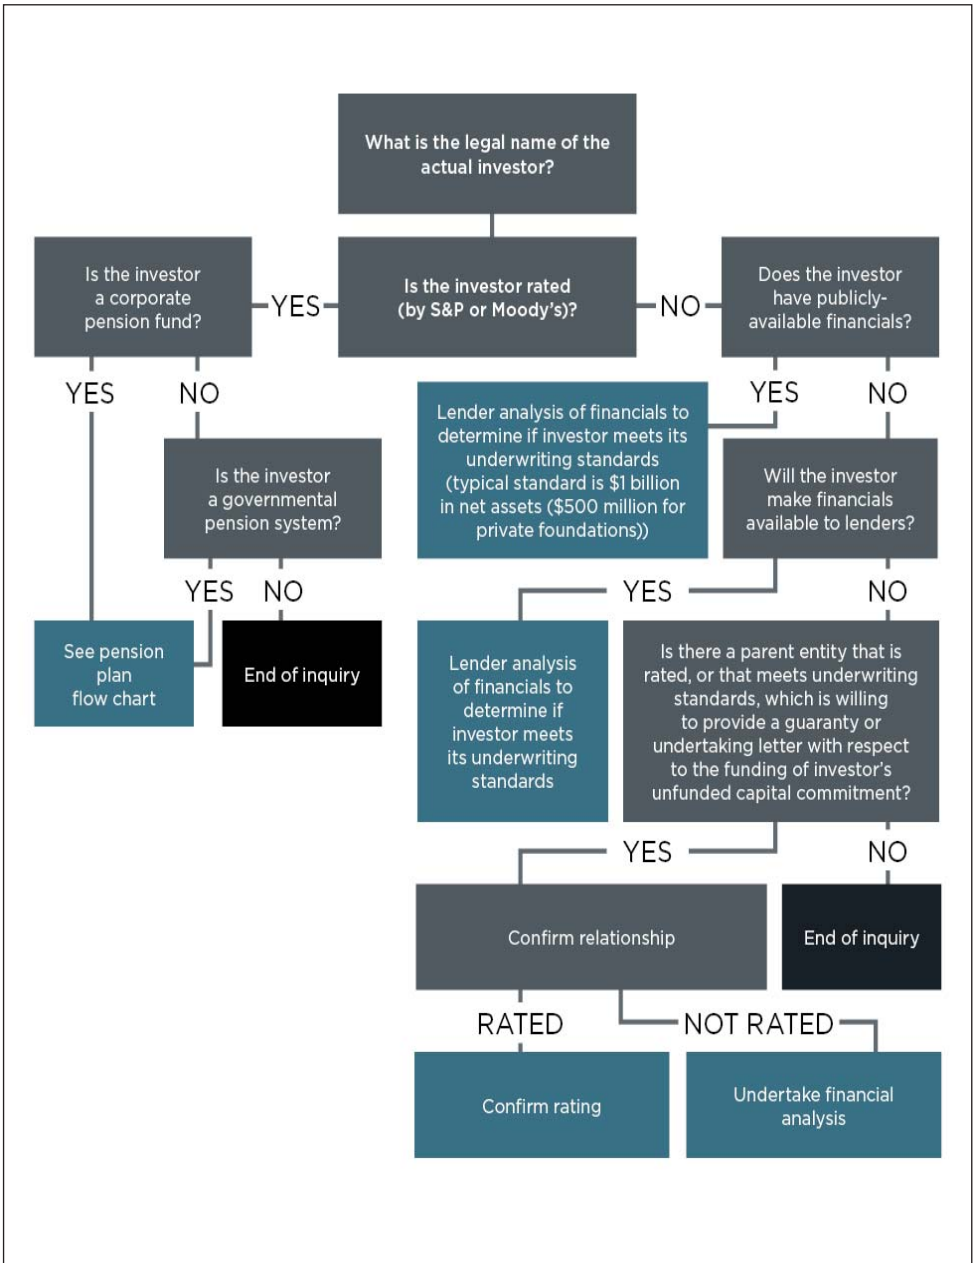 What is the legal name of the
actual investor?
Is the investor
a corporate
pension fund?
YES
Is the investor rated
(by S&P or Moody's)?
NO
Does the investor
have publicly-
available financials?
YES
NO
YES
NO
Lender analysis of financials to
determine if investor meets its
underwriting standards
(typical standard is $1 billion
in net assets ($500 million for
private foundations))
Is the investor
a governmental
pension system?
Will the investor
make financials
available to lenders?
YES
NO
YES
NO
See pension
plan
flow chart
End of inquiry
Lender analysis
of financials to
determine if
investor meets
its underwriting
standards
Is there a parent entity that is
rated, or that meets underwriting
standards, which is willing
to provide a guaranty or
undertaking letter with respect
to the funding of investor's
unfunded capital commitment?
YES
NO
Confirm relationship
End of inquiry
RATED
NOT RATED
Confirm rating
Undertake financial
analysis